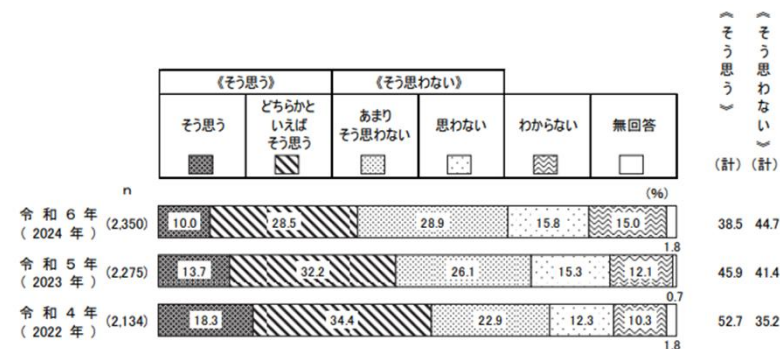 《そう思う》 《そう思わない》 《そう思う》 《そう思わない》
そう思う どちらかと
いえば
そう思う あまり
そう思わない 思わない わからない 無回答 (計) (計)
n (%)
令和6年
(2024年) (2,350) 10.0 28.5 28.9 15.8 15.0 1.8 38.5 44.7
令和5年
(2023年) (2,275) 13.7 32.2 26.1 15.3 12.1 0.7 45.9 41.4
令和4年
(2022年) (2,134) 18.3 34.4 22.9 12.3 10.3 1.8 52.7 35.2